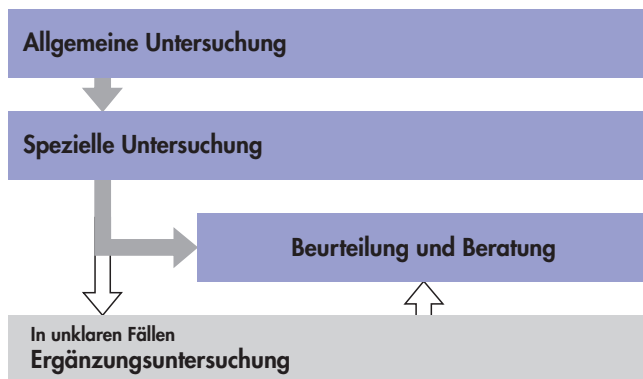 Allgemeine Untersuchung
Spezielle Untersuchung
Beurteilung und Beratung
In unklaren Fällen
Ergänzungsuntersuchung